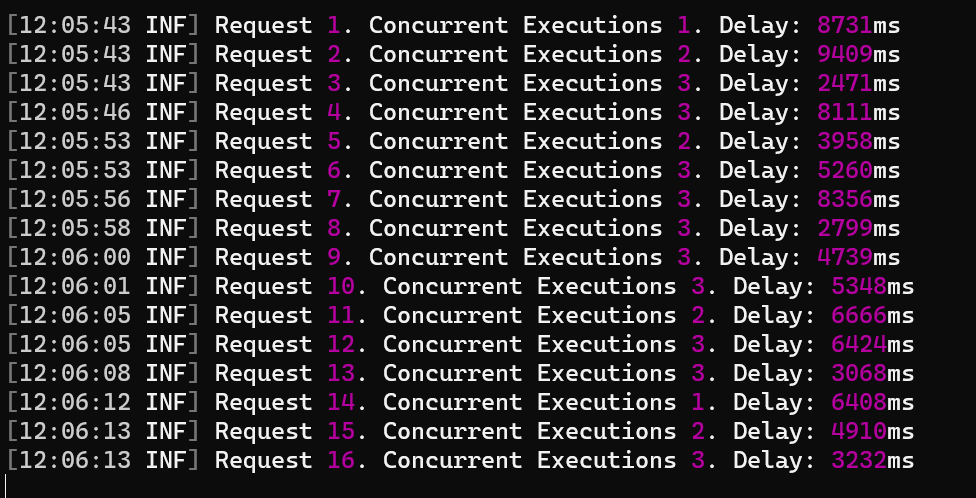 [12:05:43 INF] Request 1. Concurrent Executions 1. Delay: 8731ms
[12:05:43 INF] Request 2. Concurrent Executions 2. Delay: 9409ms
[12:05:43 INF] Request 3. Concurrent Executions 3. Delay: 2471ms
[12:05:46 INF] Request 4. Concurrent Executions 3. Delay: 8111ms
[12:05:53 INF] Request 5. Concurrent Executions 2. Delay: 3958ms
[12:05:53 INF] Request 6. Concurrent Executions 3. Delay: 5260ms
[12:05:56 INF] Request 7. Concurrent Executions 3. Delay: 8356ms
[12:05:58 INF] Request 8. Concurrent Executions 3. Delay: 2799ms
[12:06:00 INF] Request 9. Concurrent Executions 3. Delay: 4739ms
[12:06:01 INF] Request 10. Concurrent Executions 3. Delay: 5348ms
[12:06:05 INF] Request 11. Concurrent Executions 2. Delay: 6666ms
[12:06:05 INF] Request 12. Concurrent Executions 3. Delay: 6424ms
[12:06:08 INF] Request 13. Concurrent Executions 3. Delay: 3068ms
[12:06:12 INF] Request 14. Concurrent Executions 1. Delay: 6408ms
[12:06:13 INF] Request 15. Concurrent Executions 2. Delay: 4910ms
[12:06:13 INF] Request 16. Concurrent Executions 3. Delay: 3232ms